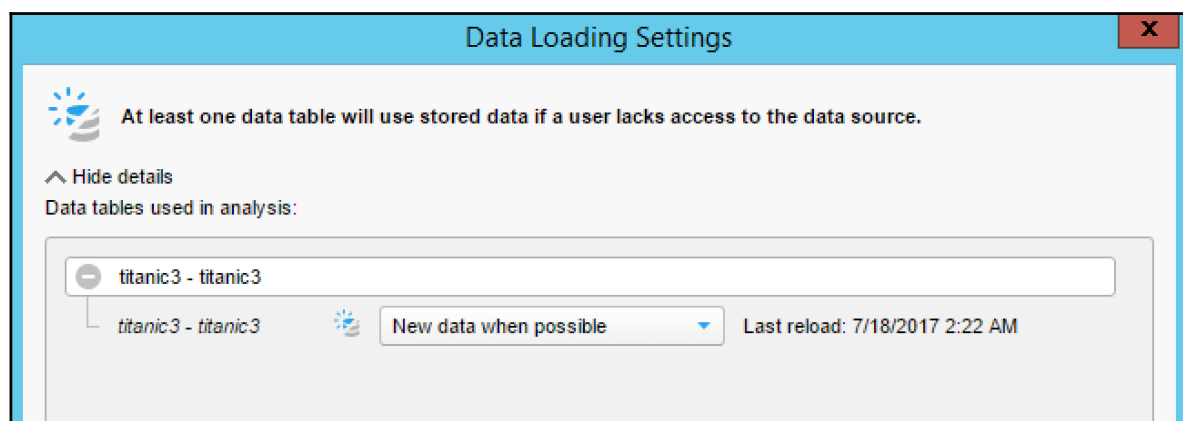 Data Loading Settings
X
At least one data table will use stored data if a user lacks access to the data source.
Hide details
Data tables used in analysis:
titanic3 - titanic3
titanic3 - titanic3 New data when possible Last reload: 7/18/2017 2:22 AM